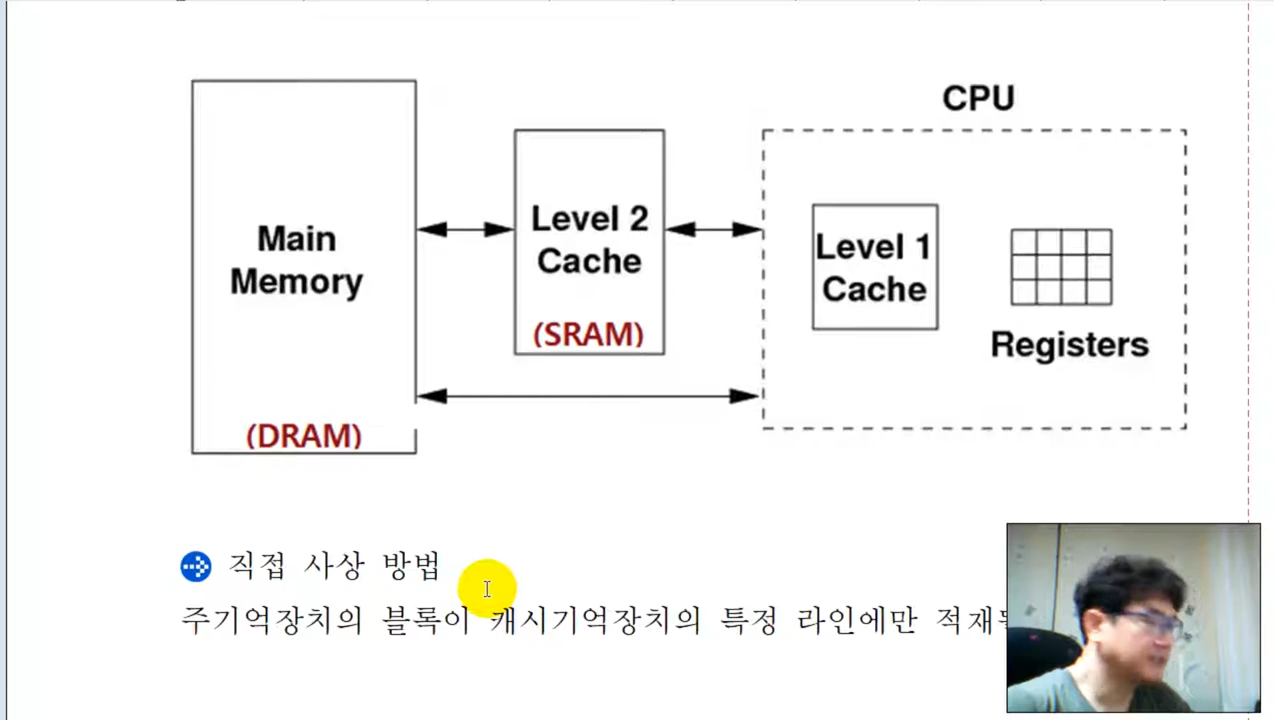 CPU
Main
Memory
(DRAM)
Level 2
Cache
(SRAM)
Level 1
Cache
Registers
직접 사상 방법
주기억장치의 블록이 캐시기억장치의 특정 라인에만